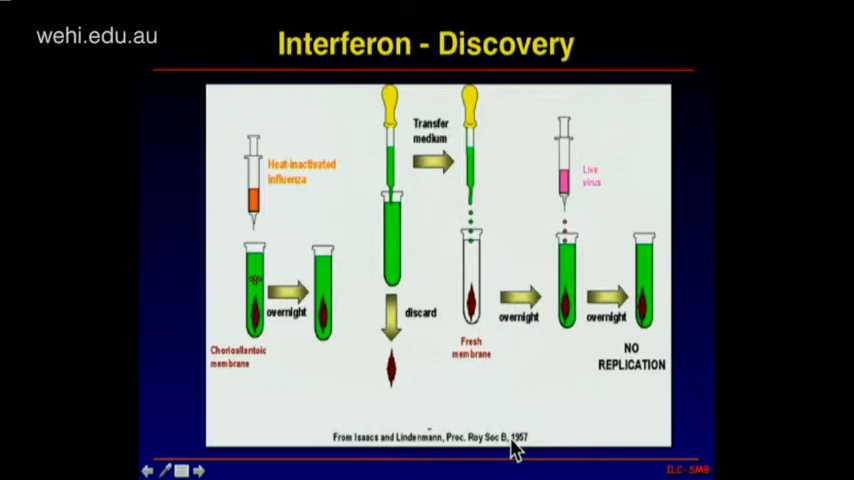 wehi.edu.au
Interferon - Discovery
Heat-inactivated
influenza
Transfer
medium
Live
virus
overnight
discard
overnight
overnight
Chorioallantoic
membrane
Fresh
membrane
NO
REPLICATION
From Isaacs and Lindenmann, Proc. Roy Soc B, 1957
ILC-SMB